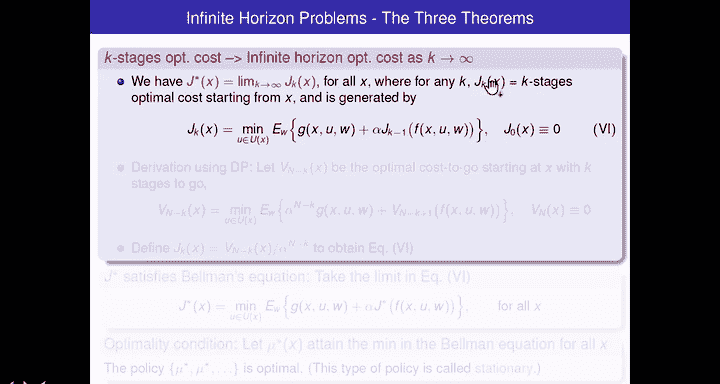 Infinite Horizon Problems - The Three Theorems
k-stages opt. cost –> Infinite horizon opt. cost as k → ∞
We have J*(x) = lim_{k→∞} J_k(x), for all x, where for any k, J_k(x) = k-stages
optimal cost starting from x, and is generated by
J_k(x) = min_{u∈U(x)} E_w{g(x, u, w) + αJ_{k−1}(f(x, u, w))}, J_0(x) ≡ 0 (VI)
Derivation using DP: Let V_{N−k}(x) be the optimal cost-to-go starting at x with k
stages to go,
V_{N−k}(x) = min_{u∈U(x)} E_w{α^{N−k}g(x, u, w) + V_{N−k+1}(f(x, u, w))}, V_N(x) ≡ 0
Define J_k(x) = V_{N−k}(x)/α^{N−k} to obtain Eq. (VI)
J* satisfies Bellman's equation: Take the limit in Eq. (VI)
J*(x) = min_{u∈U(x)} E_w{g(x, u, w) + αJ*(f(x, u, w))}, for all x
Optimality condition: Let μ*(x) attain the min in the Bellman equation for all x
The policy {μ*, μ*, . . .} is optimal. (This type of policy is called stationary.)